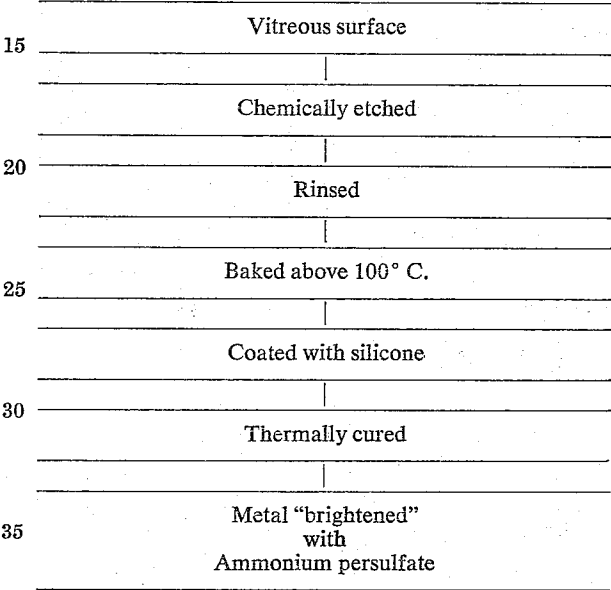 15 Vitreous surface
Chemically etched
20 Rinsed
25 Baked above 100° C.
Coated with silicone
30 Thermally cured
35 Metal “brightened”
with
Ammonium persulfate